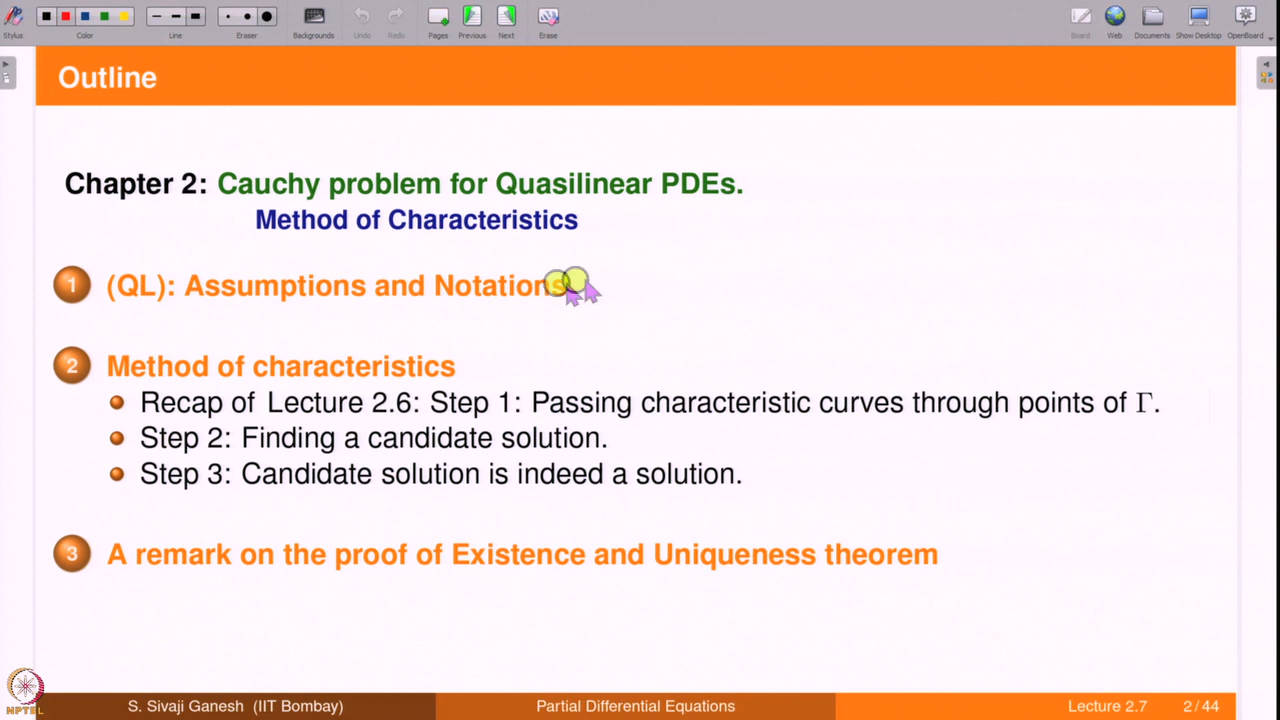 Stylus
Color
Line
Eraser
Backgrounds
Undo
Redo
Pages
Previous
Next
Erase
Board
Web
Documents
Show Desktop
OpenBoard
Outline
Chapter 2: Cauchy problem for Quasilinear PDEs.
Method of Characteristics
1 (QL): Assumptions and Notations
2 Method of characteristics
Recap of Lecture 2.6: Step 1: Passing characteristic curves through points of Γ.
Step 2: Finding a candidate solution.
Step 3: Candidate solution is indeed a solution.
3 A remark on the proof of Existence and Uniqueness theorem
NPTEL
S. Sivaji Ganesh (IIT Bombay)
Partial Differential Equations
Lecture 2.7
2 / 44